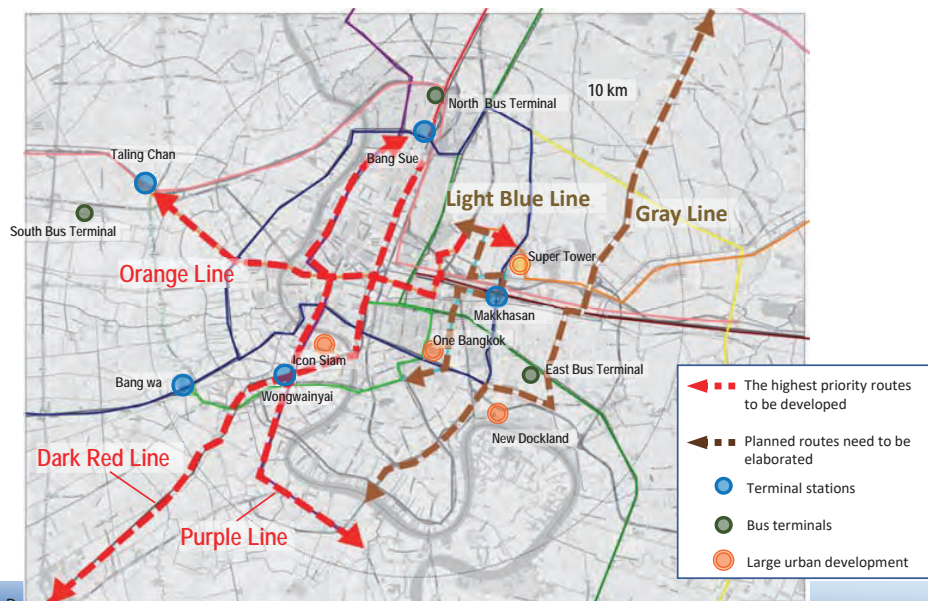 10 km
North Bus Terminal
Bang Sue
Taling Chan
Light Blue Line
Gray Line
South Bus Terminal
Super Tower
Orange Line
Makkhasan
One Bangkok
Icon Siam
East Bus Terminal
Bang wa
Wongwainyai
New Dockland
Dark Red Line
Purple Line
The highest priority routes
to be developed
Planned routes need to be
elaborated
Terminal stations
Bus terminals
Large urban development